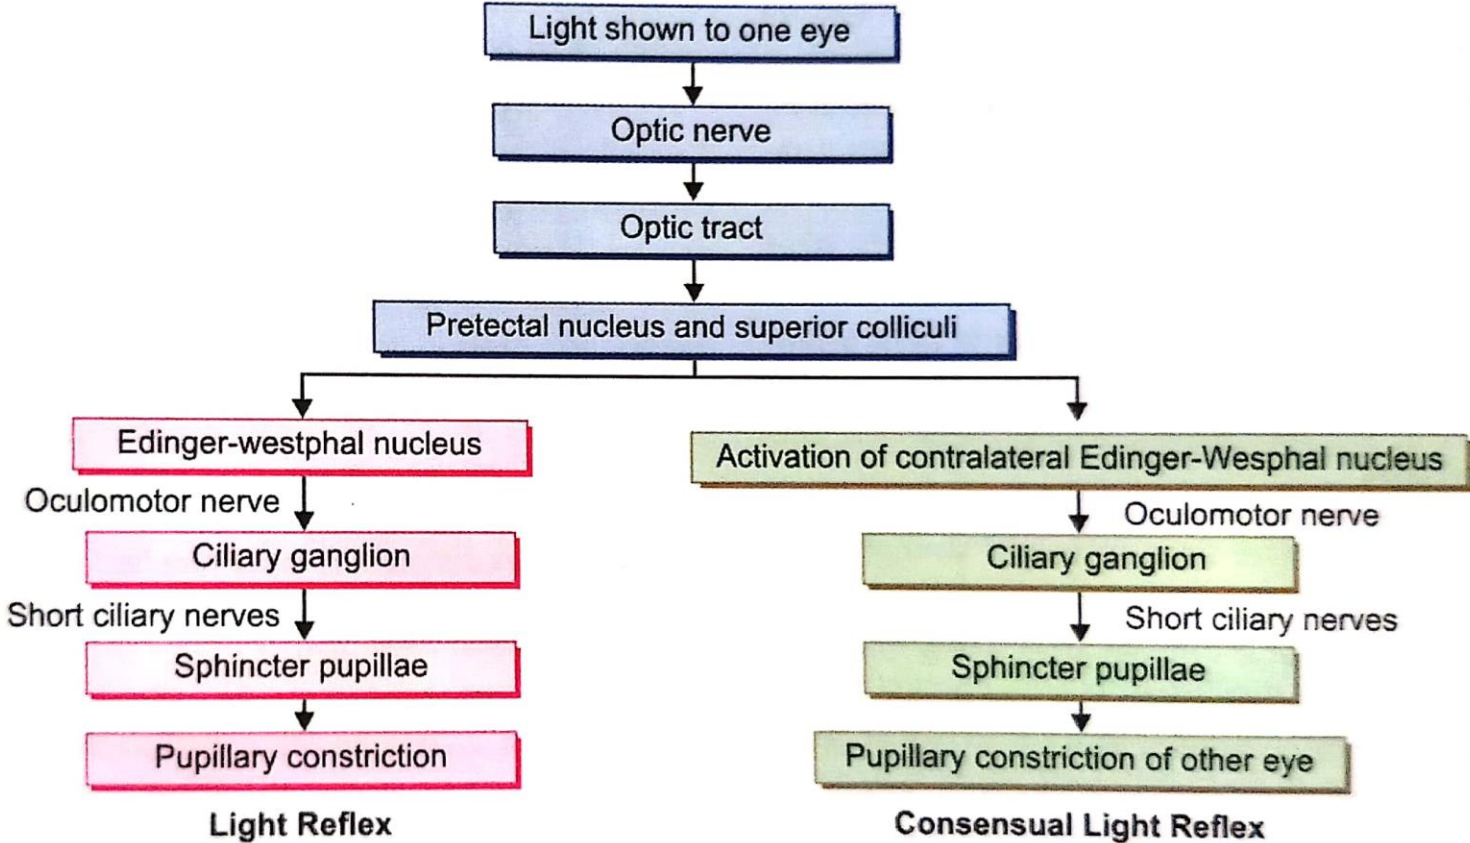 Light shown to one eye
Optic nerve
Optic tract
Pretectal nucleus and superior colliculi
Edinger-westphal nucleus
Oculomotor nerve
Ciliary ganglion
Short ciliary nerves
Sphincter pupillae
Pupillary constriction
Light Reflex
Activation of contralateral Edinger-Wesphal nucleus
Oculomotor nerve
Ciliary ganglion
Short ciliary nerves
Sphincter pupillae
Pupillary constriction of other eye
Consensual Light Reflex